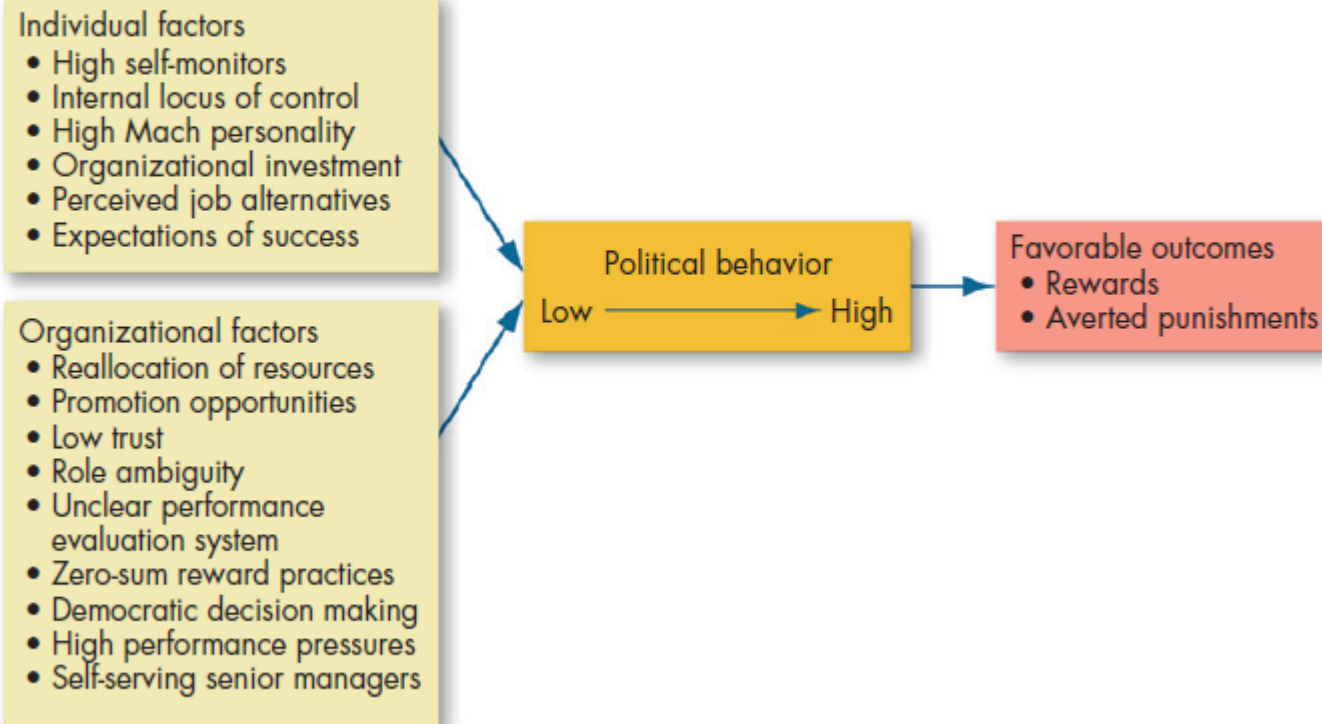 Individual factors
• High self-monitors
• Internal locus of control
• High Mach personality
• Organizational investment
• Perceived job alternatives
• Expectations of success
Organizational factors
• Reallocation of resources
• Promotion opportunities
• Low trust
• Role ambiguity
• Unclear performance
evaluation system
• Zero-sum reward practices
• Democratic decision making
• High performance pressures
• Self-serving senior managers
Political behavior
Low High
Favorable outcomes
• Rewards
• Averted punishments